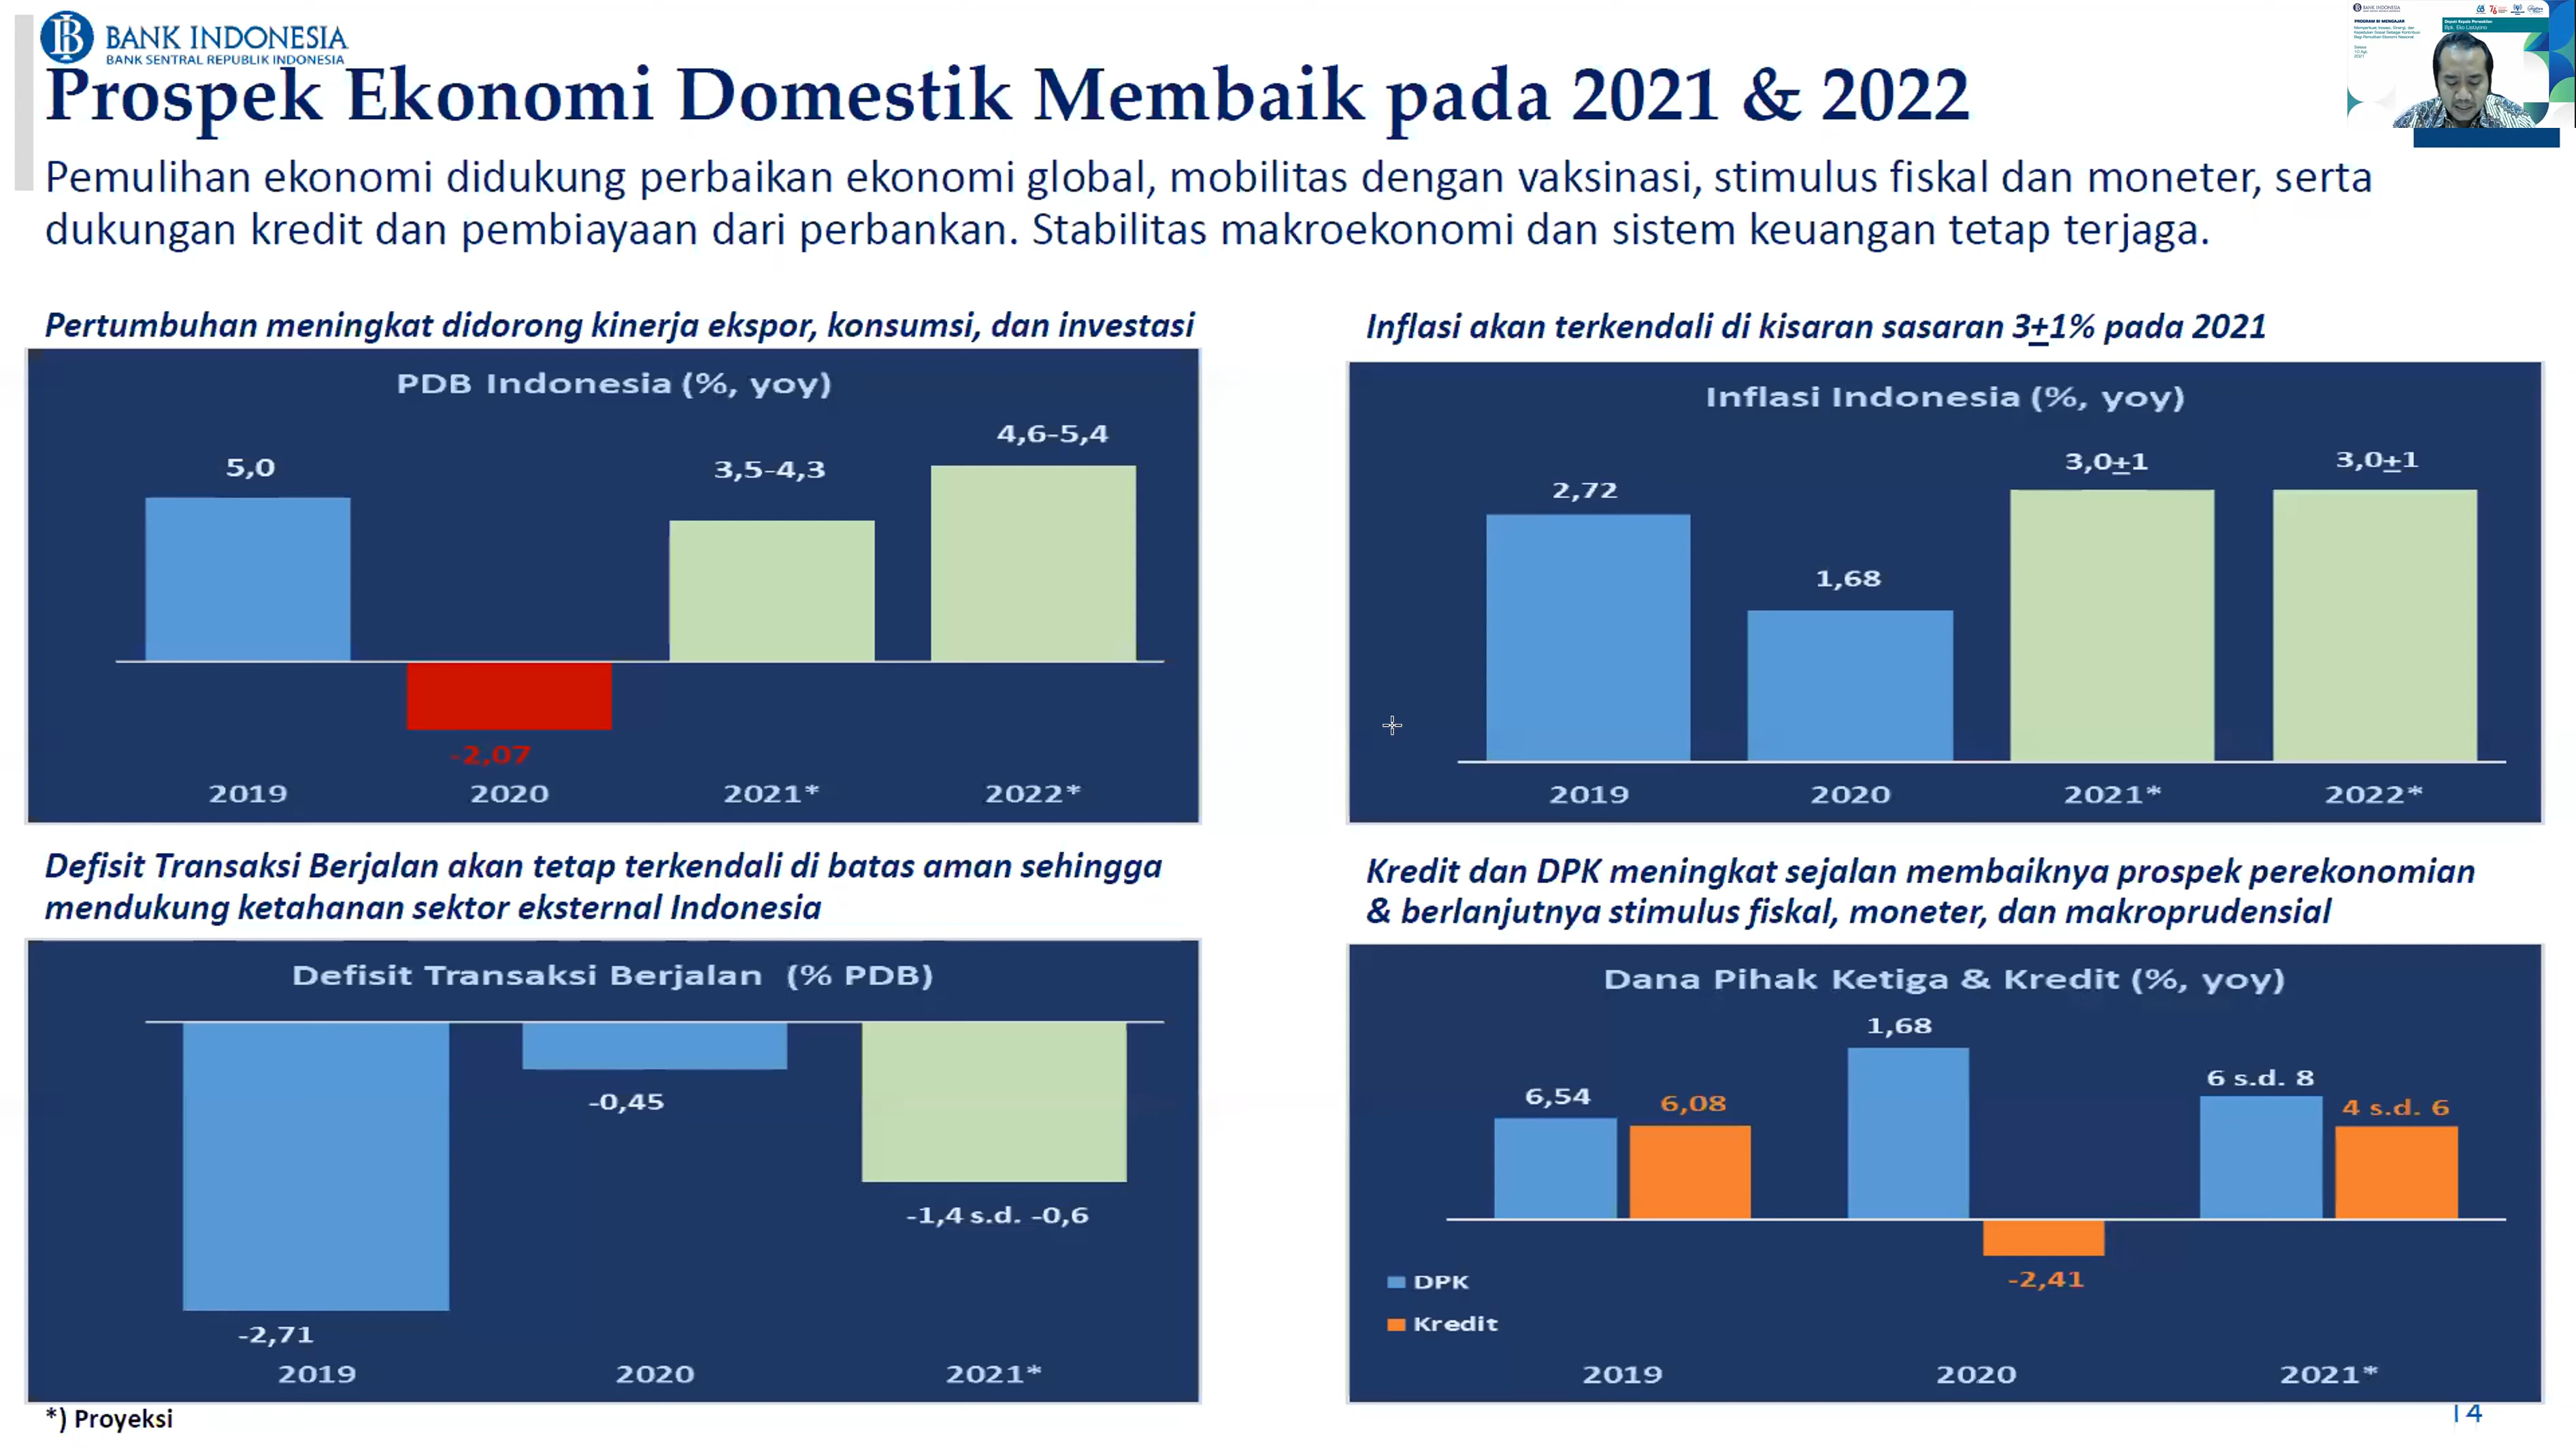 BANK INDONESIA
BANK SENTRAL REPUBLIK INDONESIA
Prospek Ekonomi Domestik Membaik pada 2021 & 2022
Pemulihan ekonomi didukung perbaikan ekonomi global, mobilitas dengan vaksinasi, stimulus fiskal dan moneter, serta
dukungan kredit dan pembiayaan dari perbankan. Stabilitas makroekonomi dan sistem keuangan tetap terjaga.
Pertumbuhan meningkat didorong kinerja ekspor, konsumsi, dan investasi
PDB Indonesia (%, yoy)
5,0
-2,07
3,5-4,3
4,6-5,4
2019 2020 2021* 2022*
Inflasi akan terkendali di kisaran sasaran 3±1% pada 2021
Inflasi Indonesia (%, yoy)
2,72
1,68
3,0±1
3,0±1
2019 2020 2021* 2022*
Defisit Transaksi Berjalan akan tetap terkendali di batas aman sehingga
mendukung ketahanan sektor eksternal Indonesia
Defisit Transaksi Berjalan (% PDB)
-2,71
-0,45
-1,4 s.d. -0,6
2019 2020 2021*
Kredit dan DPK meningkat sejalan membaiknya prospek perekonomian
& berlanjutnya stimulus fiskal, moneter, dan makroprudensial
Dana Pihak Ketiga & Kredit (%, yoy)
6,54
6,08
1,68
-2,41
6 s.d. 8
4 s.d. 6
DPK
Kredit
2019 2020 2021*
*) Proyeksi
BANK INDONESIA
PROGRAM BI MENGAJAR